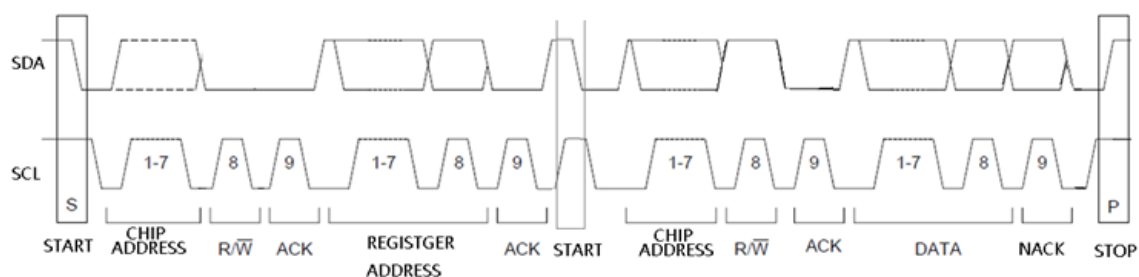 SDA
SCL
1-7 8 9 1-7 8 9 1-7 8 9 1-7 8 9
S P
START CHIP ADDRESS R/W̅ ACK REGISTGER ADDRESS ACK START CHIP ADDRESS R/W̅ ACK DATA NACK STOP